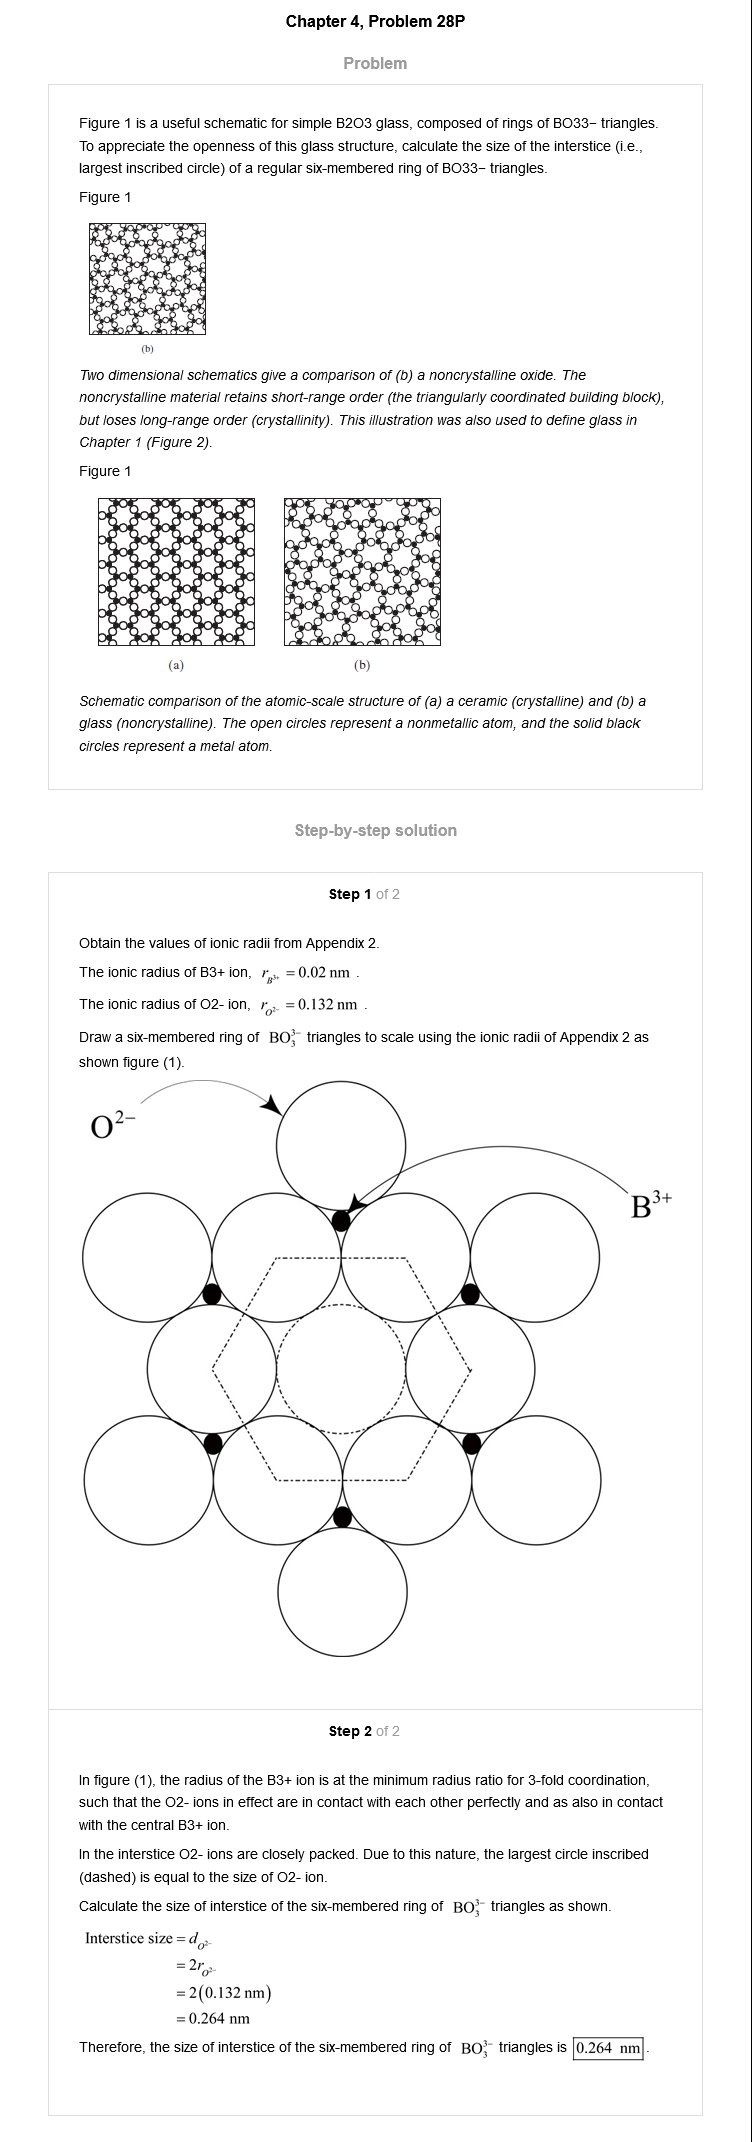 Chapter 4, Problem 28P
Problem
Figure 1 is a useful schematic for simple B2O3 glass, composed of rings of BO33− triangles.
To appreciate the openness of this glass structure, calculate the size of the interstice (i.e.,
largest inscribed circle) of a regular six-membered ring of BO33− triangles.
Figure 1
(b)
Two dimensional schematics give a comparison of (b) a noncrystalline oxide. The
noncrystalline material retains short-range order (the triangularly coordinated building block),
but loses long-range order (crystallinity). This illustration was also used to define glass in
Chapter 1 (Figure 2).
Figure 1
(a) (b)
Schematic comparison of the atomic-scale structure of (a) a ceramic (crystalline) and (b) a
glass (noncrystalline). The open circles represent a nonmetallic atom, and the solid black
circles represent a metal atom.
Step-by-step solution
Step 1 of 2
Obtain the values of ionic radii from Appendix 2.
The ionic radius of B3+ ion, r_{B^{3+}} = 0.02 nm .
The ionic radius of O2- ion, r_{O^{2-}} = 0.132 nm .
Draw a six-membered ring of BO₃³⁻ triangles to scale using the ionic radii of Appendix 2 as
shown figure (1).
O²⁻
B³⁺
Step 2 of 2
In figure (1), the radius of the B3+ ion is at the minimum radius ratio for 3-fold coordination,
such that the O2- ions in effect are in contact with each other perfectly and as also in contact
with the central B3+ ion.
In the interstice O2- ions are closely packed. Due to this nature, the largest circle inscribed
(dashed) is equal to the size of O2- ion.
Calculate the size of interstice of the six-membered ring of BO₃³⁻ triangles as shown.
Interstice size = d_{O^{2-}}
= 2r_{O^{2-}}
= 2(0.132 nm)
= 0.264 nm
Therefore, the size of interstice of the six-membered ring of BO₃³⁻ triangles is 0.264 nm .